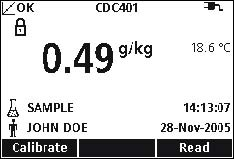 OK CDC401
0.49 g/kg 18.6 °C
SAMPLE 14:13:07
JOHN DOE 28-Nov-2005
Calibrate Read